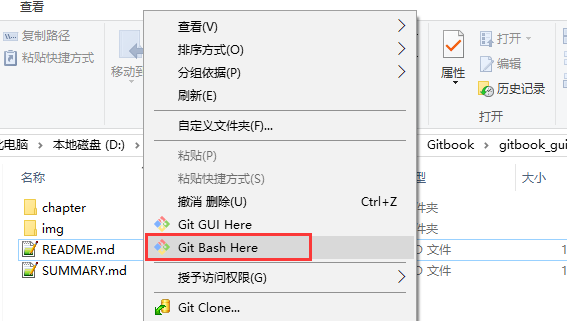 复制路径
粘贴快捷方式
移动到
查看(V)
排序方式(O)
分组依据(P)
刷新(E)
自定义文件夹(F)...
粘贴(P)
粘贴快捷方式(S)
撤消 删除(U) Ctrl+Z
Git GUI Here
Git Bash Here
授予访问权限(G)
Git Clone...
属性
打开
编辑
历史记录
打开
电脑 本地磁盘 (D:) Gitbook gitbook_gui
名称 型 大小
chapter 件夹
img 件夹
README.md 文件 1
SUMMARY.md 文件 1